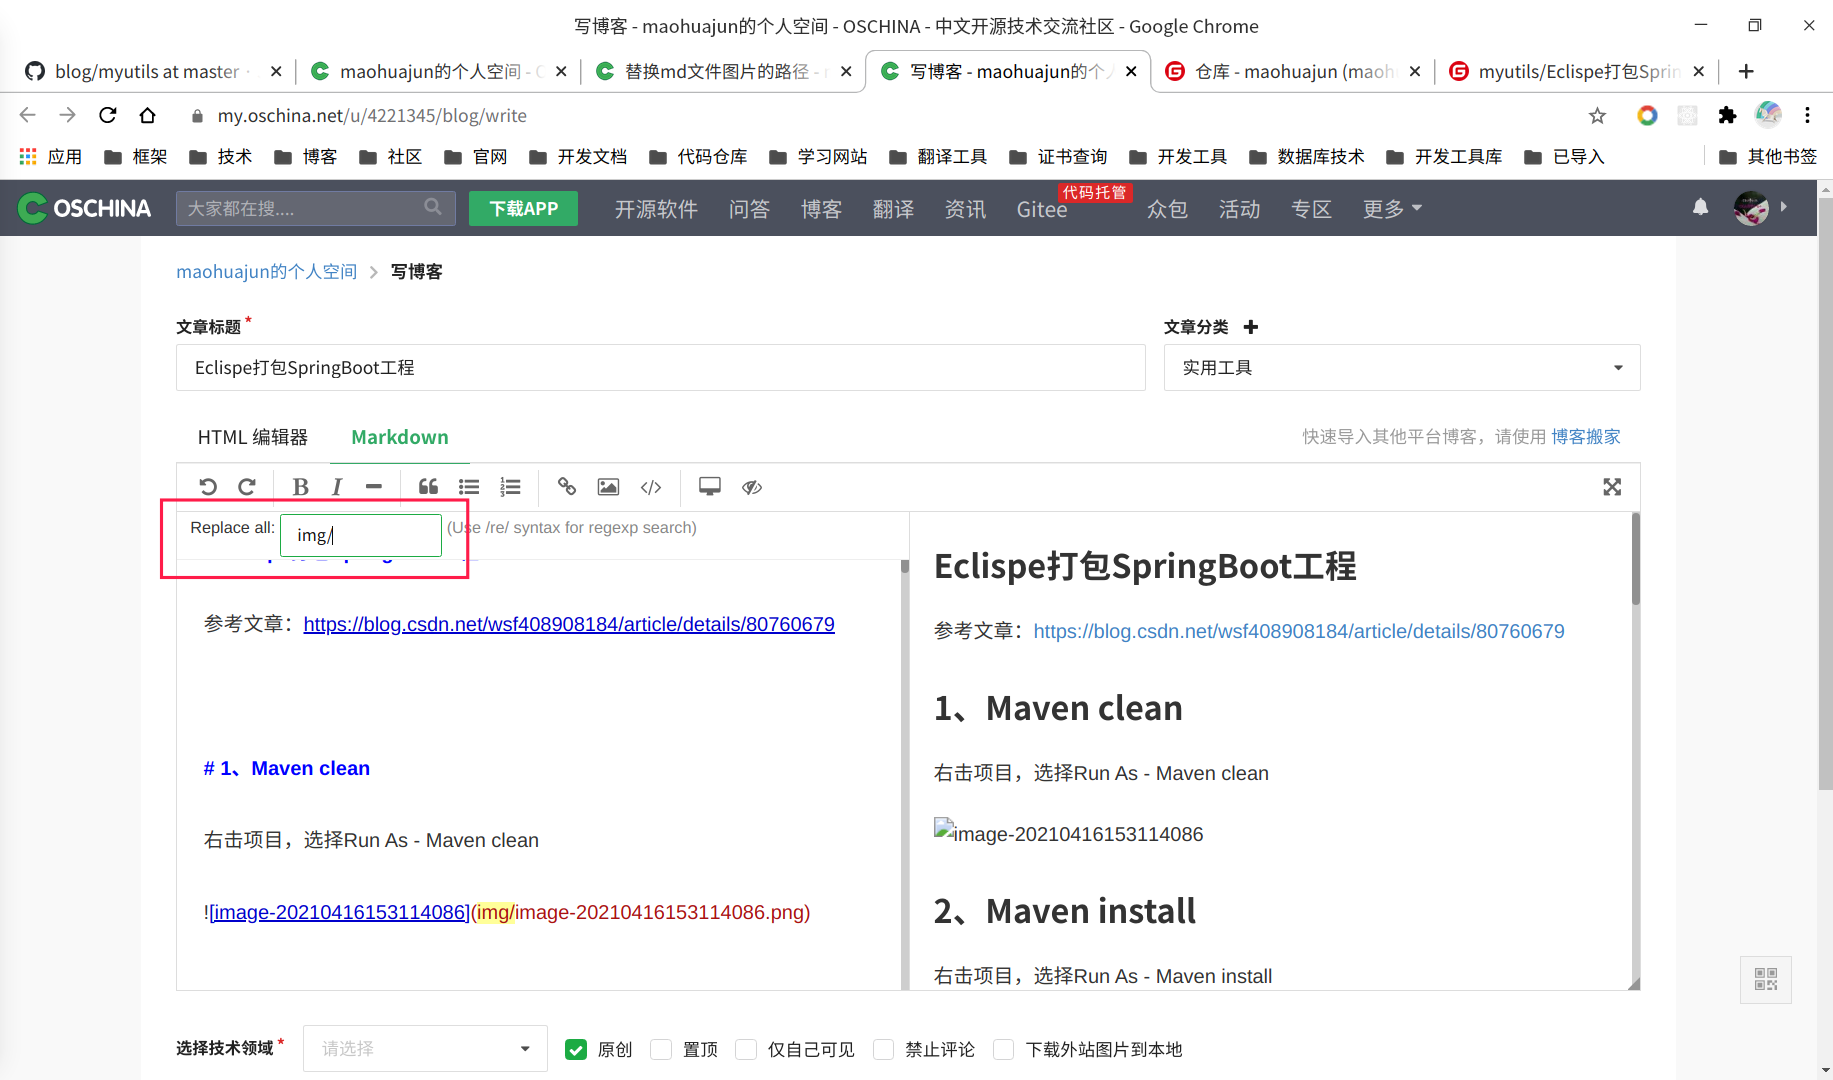 写博客 - maohuajun的个人空间 - OSCHINA - 中文开源技术交流社区 - Google Chrome
blog/myutils at master · maohuajun的个人空间 - 替换md文件图片的路径 - 写博客 - maohuajun的个人 仓库 - maohuajun (maoh myutils/Eclispe打包Sprin
my.oschina.net/u/4221345/blog/write
应用 框架 技术 博客 社区 官网 开发文档 代码仓库 学习网站 翻译工具 证书查询 开发工具 数据库技术 开发工具库 已导入 其他书签
OSCHINA 大家都在搜.... 下载APP 开源软件 问答 博客 翻译 资讯 Gitee 代码托管 众包 活动 专区 更多
maohuajun的个人空间 写博客
文章标题 * 文章分类
Eclispe打包SpringBoot工程 实用工具
HTML 编辑器 Markdown 快速导入其他平台博客，请使用 博客搬家
Replace all: img/ (Use /re/ syntax for regexp search)
参考文章：https://blog.csdn.net/wsf408908184/article/details/80760679
# 1、Maven clean
右击项目，选择Run As - Maven clean
![image-20210416153114086](img/image-20210416153114086.png)
Eclispe打包SpringBoot工程
参考文章：https://blog.csdn.net/wsf408908184/article/details/80760679
1、Maven clean
右击项目，选择Run As - Maven clean
image-20210416153114086
2、Maven install
右击项目，选择Run As - Maven install
选择技术领域 * 请选择 原创 置顶 仅自己可见 禁止评论 下载外站图片到本地